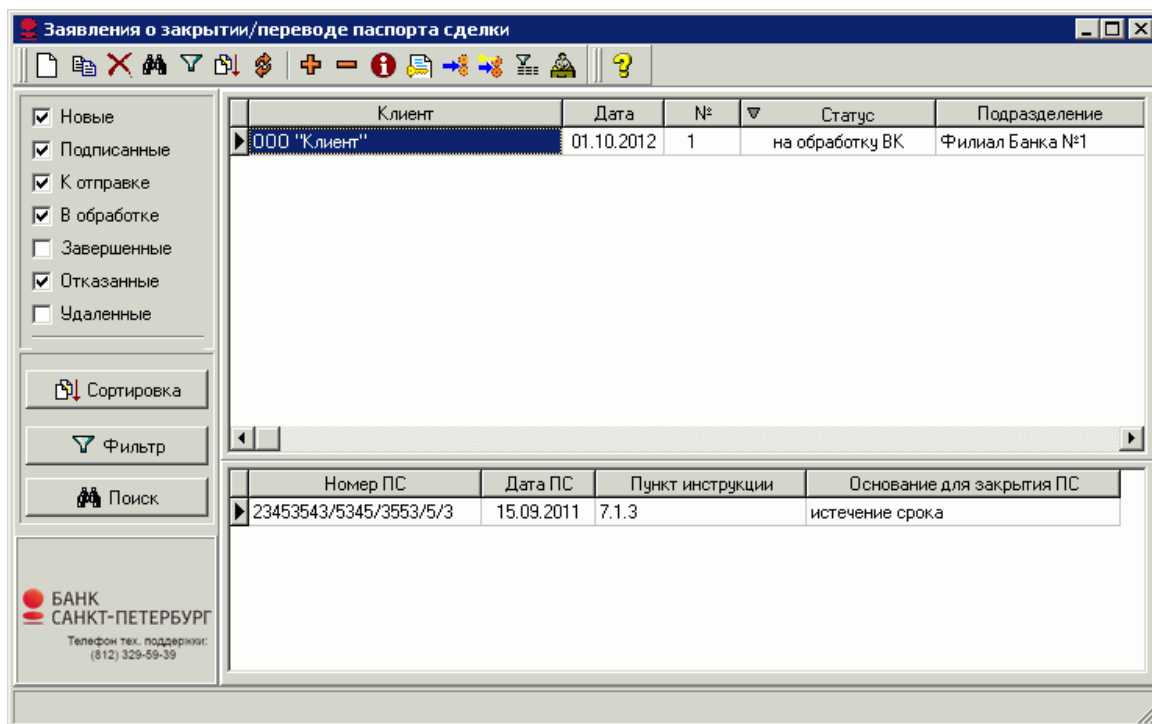 Заявления о закрытии/переводе паспорта сделки
Новые
Подписанные
К отправке
В обработке
Завершенные
Отказанные
Удаленные
Сортировка
Фильтр
Поиск
БАНК
САНКТ-ПЕТЕРБУРГ
Телефон тех. поддержки:
(812) 329-59-39
Клиент Дата № Статус Подразделение
ООО "Клиент" 01.10.2012 1 на обработку ВК Филиал Банка №1
Номер ПС Дата ПС Пункт инструкции Основание для закрытия ПС
23453543/5345/3553/5/3 15.09.2011 7.1.3 истечение срока